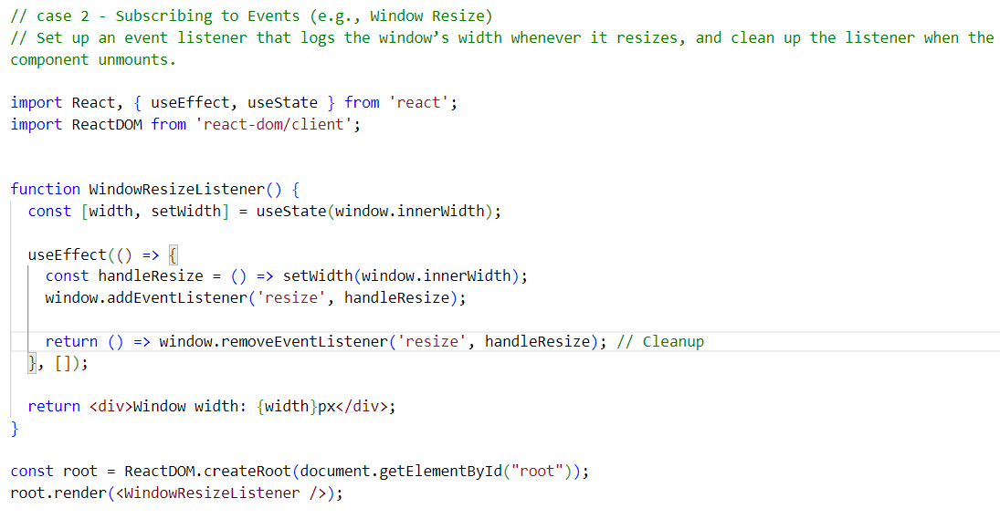 // case 2 - Subscribing to Events (e.g., Window Resize)
// Set up an event listener that logs the window’s width whenever it resizes, and clean up the listener when the
component unmounts.
import React, { useEffect, useState } from 'react';
import ReactDOM from 'react-dom/client';
function WindowResizeListener() {
  const [width, setWidth] = useState(window.innerWidth);
  useEffect(() => {
    const handleResize = () => setWidth(window.innerWidth);
    window.addEventListener('resize', handleResize);
    return () => window.removeEventListener('resize', handleResize); // Cleanup
  }, []);
  return <div>Window width: {width}px</div>;
}
const root = ReactDOM.createRoot(document.getElementById("root"));
root.render(<WindowResizeListener />);